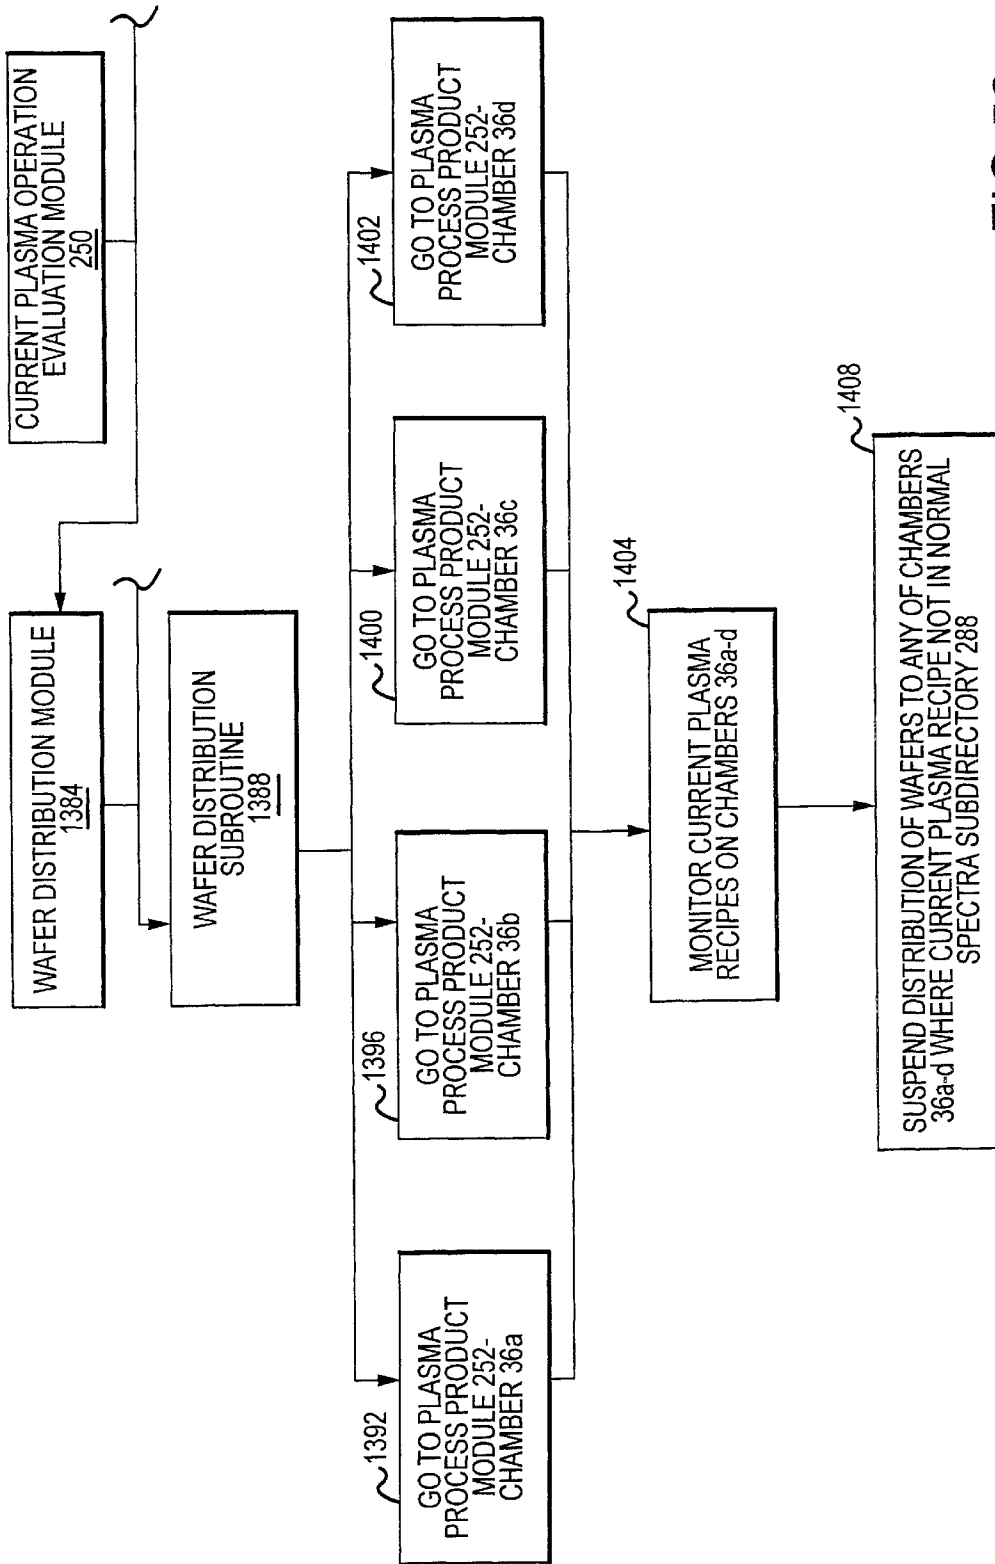 CURRENT PLASMA OPERATION
EVALUATION MODULE
250
WAFER DISTRIBUTION MODULE
1384
WAFER DISTRIBUTION
SUBROUTINE
1388
1392
GO TO PLASMA
PROCESS PRODUCT
MODULE 252-
CHAMBER 36a
1396
GO TO PLASMA
PROCESS PRODUCT
MODULE 252-
CHAMBER 36b
1400
GO TO PLASMA
PROCESS PRODUCT
MODULE 252-
CHAMBER 36c
1402
GO TO PLASMA
PROCESS PRODUCT
MODULE 252-
CHAMBER 36d
1404
MONITOR CURRENT PLASMA
RECIPES ON CHAMBERS 36a-d
1408
SUSPEND DISTRIBUTION OF WAFERS TO ANY OF CHAMBERS
36a-d WHERE CURRENT PLASMA RECIPE NOT IN NORMAL
SPECTRA SUBDIRECTORY 288